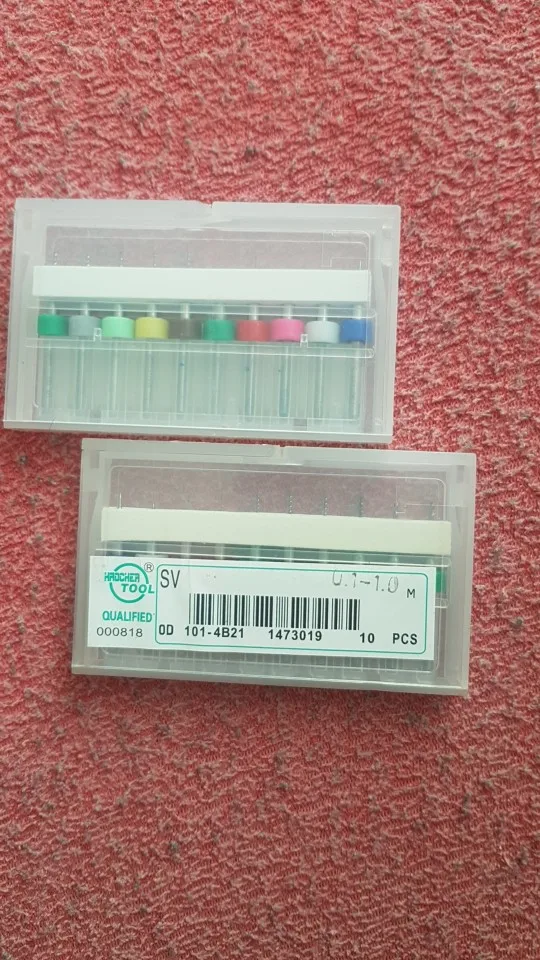 HAOCHEN ®
TOOL
QUALIFIED
000818
SV
0.1-1.0 M
OD 101-4B21 1473019 10 PCS